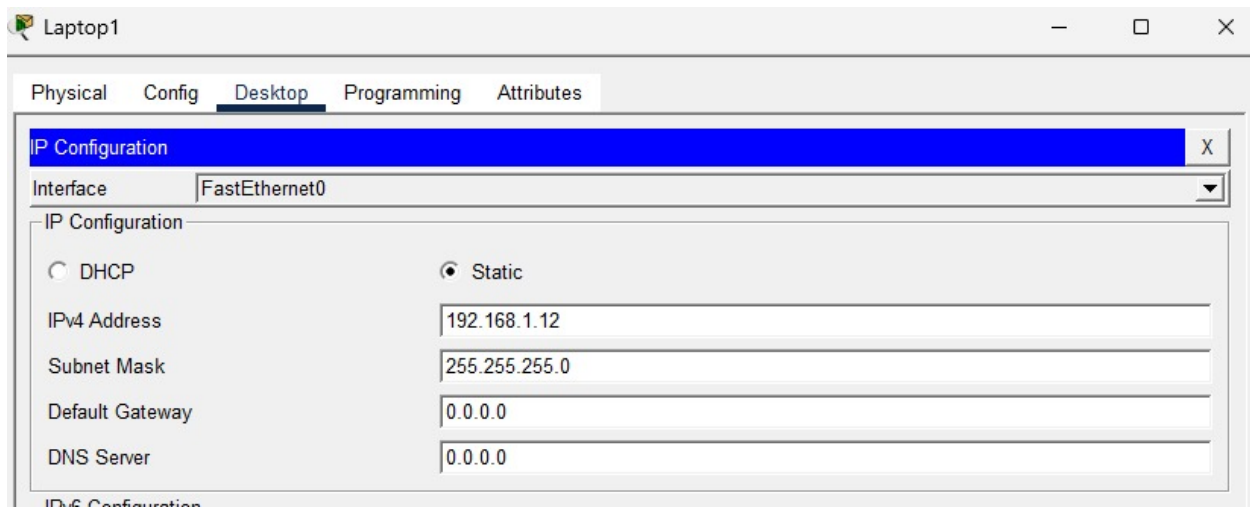 Laptop1
Physical Config Desktop Programming Attributes
IP Configuration X
Interface FastEthernet0
IP Configuration
DHCP Static
IPv4 Address 192.168.1.12
Subnet Mask 255.255.255.0
Default Gateway 0.0.0.0
DNS Server 0.0.0.0
IPv6 Configuration